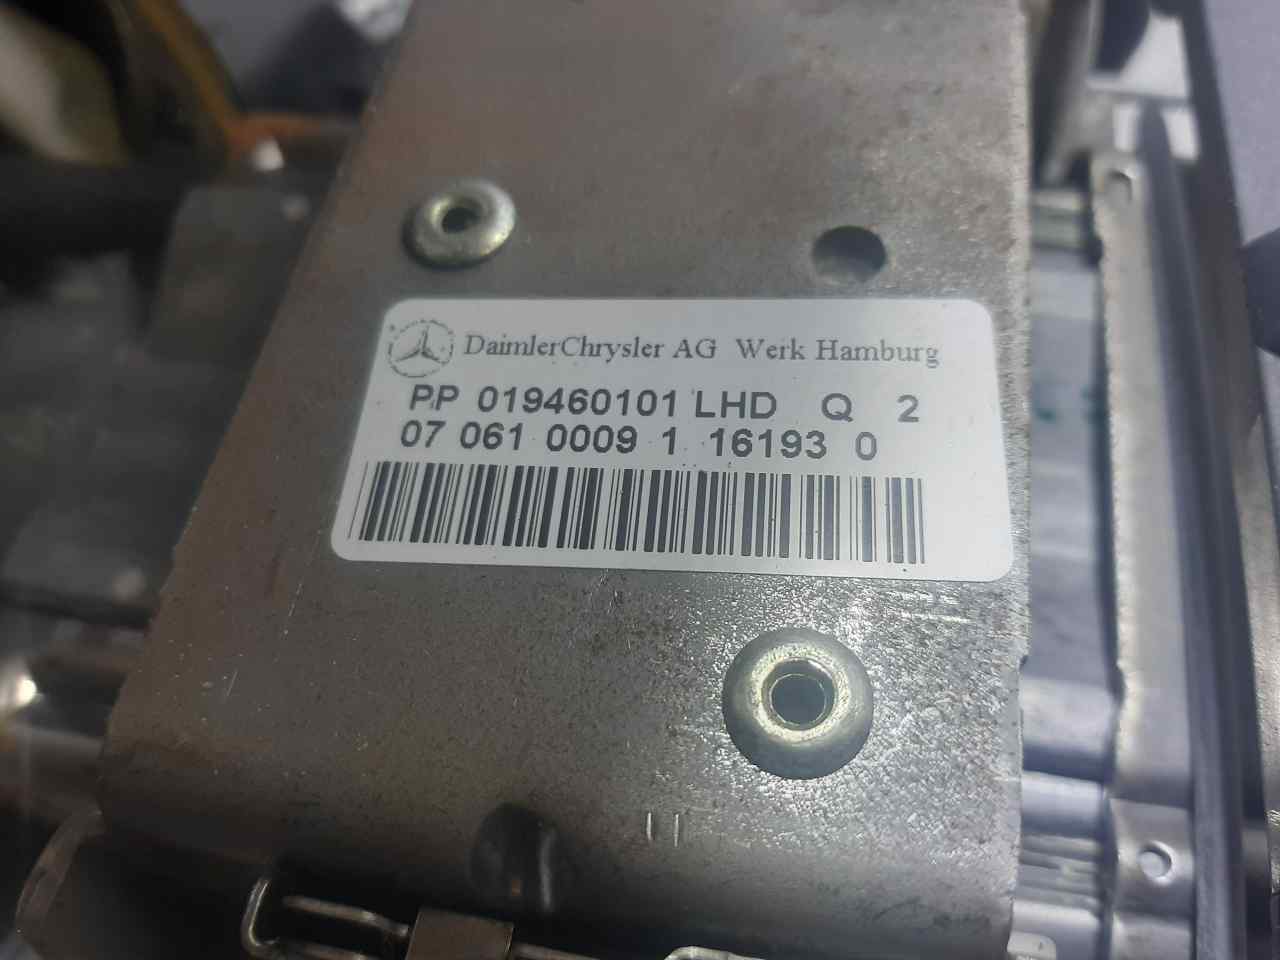 DaimlerChrysler AG Werk Hamburg
PP 019460101 LHD Q 2
07 061 0009 1 16193 0